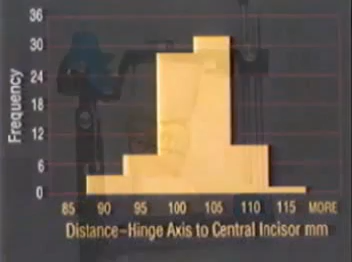 36
30
24
18
12
6
0
Frequency
85 90 95 100 105 110 115 MORE
Distance-Hinge Axis to Central Incisor mm